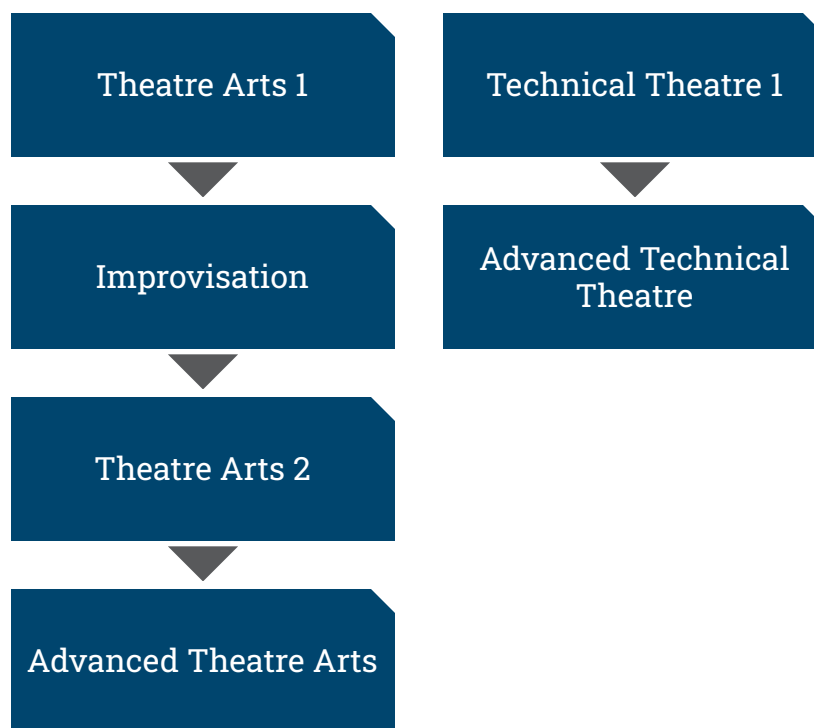 Theatre Arts 1
Technical Theatre 1
Improvisation
Advanced Technical
Theatre
Theatre Arts 2
Advanced Theatre Arts